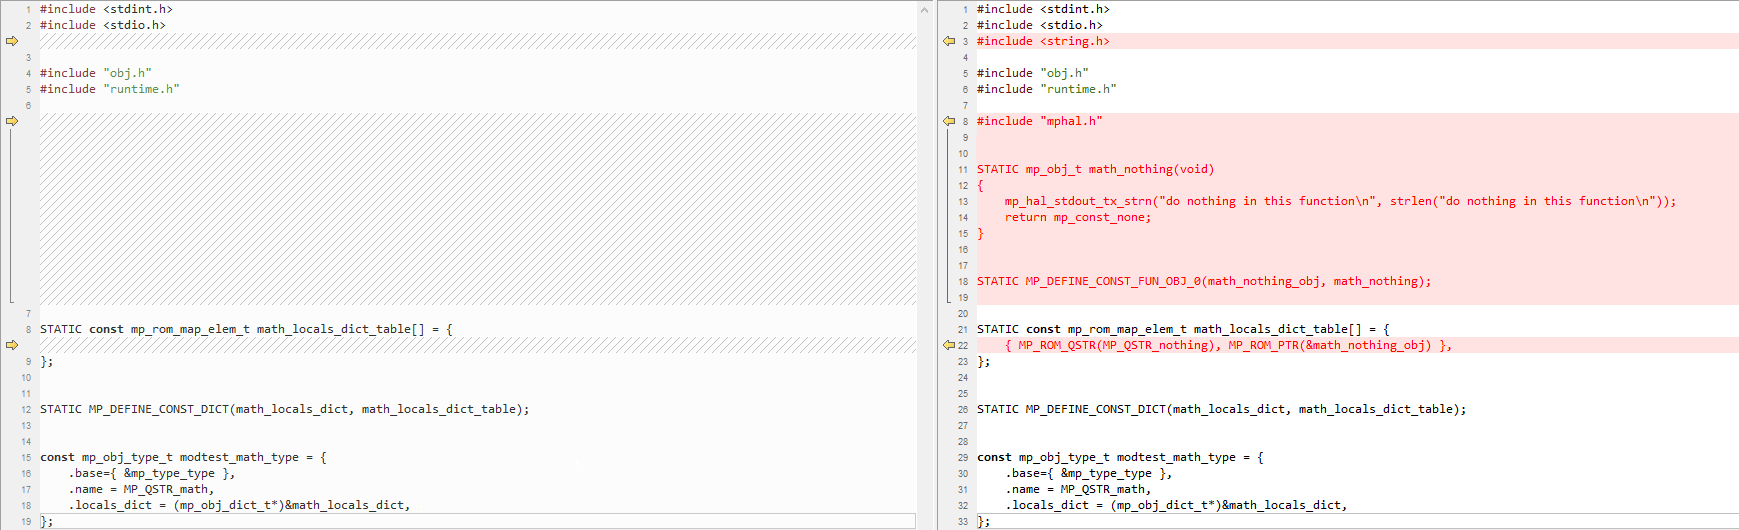 1 #include <stdint.h>
2 #include <stdio.h>
3
4 #include "obj.h"
5 #include "runtime.h"
6
7
8 STATIC const mp_rom_map_elem_t math_locals_dict_table[] = {
9 };
10
11
12 STATIC MP_DEFINE_CONST_DICT(math_locals_dict, math_locals_dict_table);
13
14
15 const mp_obj_type_t modtest_math_type = {
16     .base={ &mp_type_type },
17     .name = MP_QSTR_math,
18     .locals_dict = (mp_obj_dict_t*)&math_locals_dict,
19 };
1 #include <stdint.h>
2 #include <stdio.h>
3 #include <string.h>
4
5 #include "obj.h"
6 #include "runtime.h"
7
8 #include "mphal.h"
9
10
11 STATIC mp_obj_t math_nothing(void)
12 {
13     mp_hal_stdout_tx_strn("do nothing in this function\n", strlen("do nothing in this function\n"));
14     return mp_const_none;
15 }
16
17
18 STATIC MP_DEFINE_CONST_FUN_OBJ_0(math_nothing_obj, math_nothing);
19
20
21 STATIC const mp_rom_map_elem_t math_locals_dict_table[] = {
22     { MP_ROM_QSTR(MP_QSTR_nothing), MP_ROM_PTR(&math_nothing_obj) },
23 };
24
25
26 STATIC MP_DEFINE_CONST_DICT(math_locals_dict, math_locals_dict_table);
27
28
29 const mp_obj_type_t modtest_math_type = {
30     .base={ &mp_type_type },
31     .name = MP_QSTR_math,
32     .locals_dict = (mp_obj_dict_t*)&math_locals_dict,
33 };